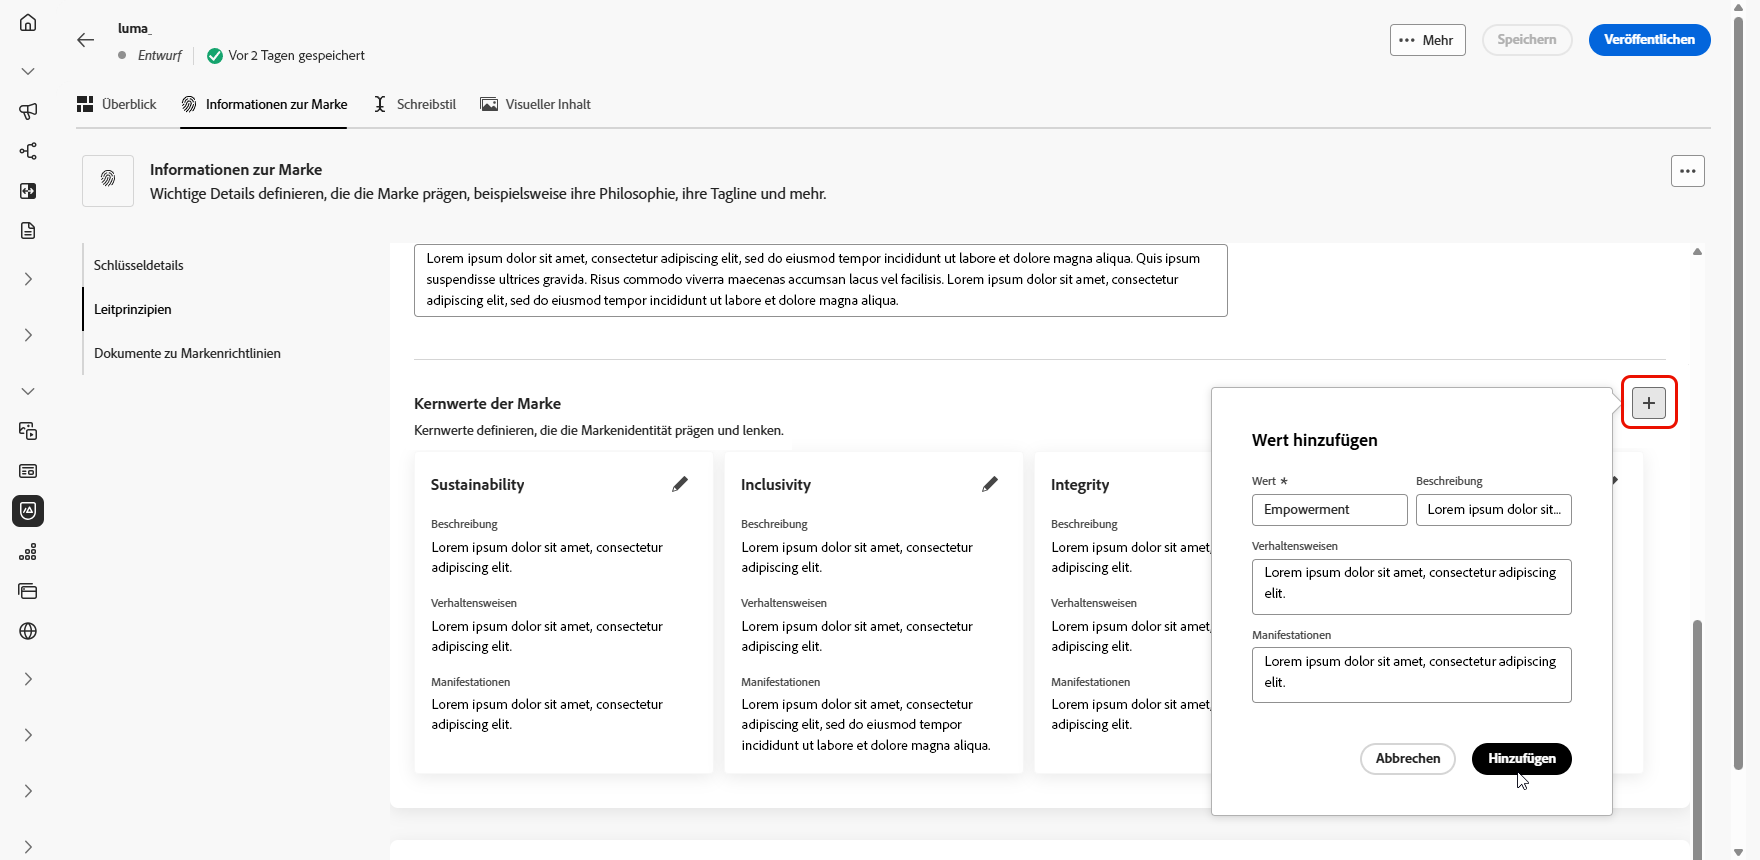 luma_
Entwurf
Vor 2 Tagen gespeichert
Mehr
Speichern
Veröffentlichen
Überblick
Informationen zur Marke
Schreibstil
Visueller Inhalt
Informationen zur Marke
Wichtige Details definieren, die die Marke prägen, beispielsweise ihre Philosophie, ihre Tagline und mehr.
Schlüsseldetails
Leitprinzipien
Dokumente zu Markenrichtlinien
Lorem ipsum dolor sit amet, consectetur adipiscing elit, sed do eiusmod tempor incididunt ut labore et dolore magna aliqua. Quis ipsum
suspendisse ultrices gravida. Risus commodo viverra maecenas accumsan lacus vel facilisis. Lorem ipsum dolor sit amet, consectetur
adipiscing elit, sed do eiusmod tempor incididunt ut labore et dolore magna aliqua.
Kernwerte der Marke
Kernwerte definieren, die die Markenidentität prägen und lenken.
Sustainability
Beschreibung
Lorem ipsum dolor sit amet, consectetur
adipiscing elit.
Verhaltensweisen
Lorem ipsum dolor sit amet, consectetur
adipiscing elit.
Manifestationen
Lorem ipsum dolor sit amet, consectetur
adipiscing elit.
Inclusivity
Beschreibung
Lorem ipsum dolor sit amet, consectetur
adipiscing elit.
Verhaltensweisen
Lorem ipsum dolor sit amet, consectetur
adipiscing elit.
Manifestationen
Lorem ipsum dolor sit amet, consectetur
adipiscing elit, sed do eiusmod tempor
incididunt ut labore et dolore magna aliqua.
Integrity
Beschreibung
Lorem ipsum dolor sit amet,
adipiscing elit.
Verhaltensweisen
Lorem ipsum dolor sit amet,
adipiscing elit.
Manifestationen
Lorem ipsum dolor sit amet,
adipiscing elit.
Wert hinzufügen
Wert *
Empowerment
Beschreibung
Lorem ipsum dolor sit...
Verhaltensweisen
Lorem ipsum dolor sit amet, consectetur adipiscing
elit.
Manifestationen
Lorem ipsum dolor sit amet, consectetur adipiscing
elit.
Abbrechen
Hinzufügen